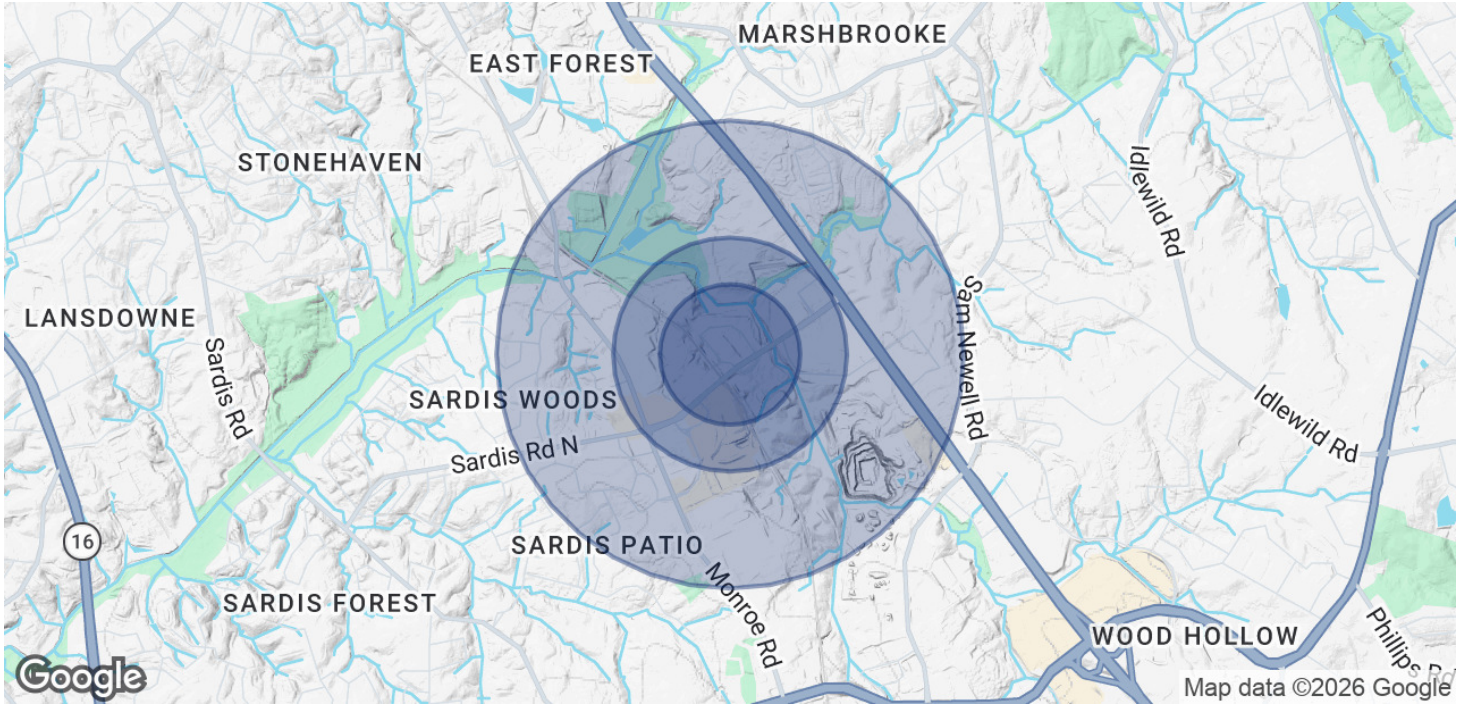 MARSHBROOKE
EAST FOREST
STONEHAVEN
Idlewild Rd
LANSDOWNE
Sardis Rd
Sam Newell Rd
SARDIS WOODS
Idlewild Rd
Sardis Rd N
16
SARDIS PATIO
Monroe Rd
SARDIS FOREST
WOOD HOLLOW
Phillips Rd
Google
Map data ©2026 Google